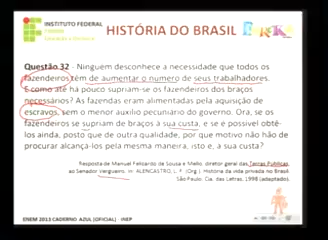 INSTITUTO FEDERAL
HISTÓRIA DO BRASIL
Questão 32 - Ninguem desconhece a necessidade que todos os
fazendeiros têm de aumentar o número de seus trabalhadores.
E como até há pouco supriam-se os fazendeiros dos braços
necessários? As fazendas eram alimentadas pela aquisição de
escravos, sem o menor auxílio pecuniário do governo. Ora, se os
fazendeiros se supriam de braços à sua custa, e se é possível obtê-
los ainda, posto que de outra qualidade, por que motivo não hão de
procurar alcançá-los pela mesma maneira, isto é, à sua custa?
Resposta de Manuel Felizardo de Sousa e Mello, diretor geral das Terras Públicas,
ao Senador Vergueiro. In: ALENCASTRO, L. F. (Org.). História da vida privada no Brasil
São Paulo: Cia. das Letras, 1998 (adaptado).
ENEM 2013 CADERNO AZUL (OFICIAL) - INEP